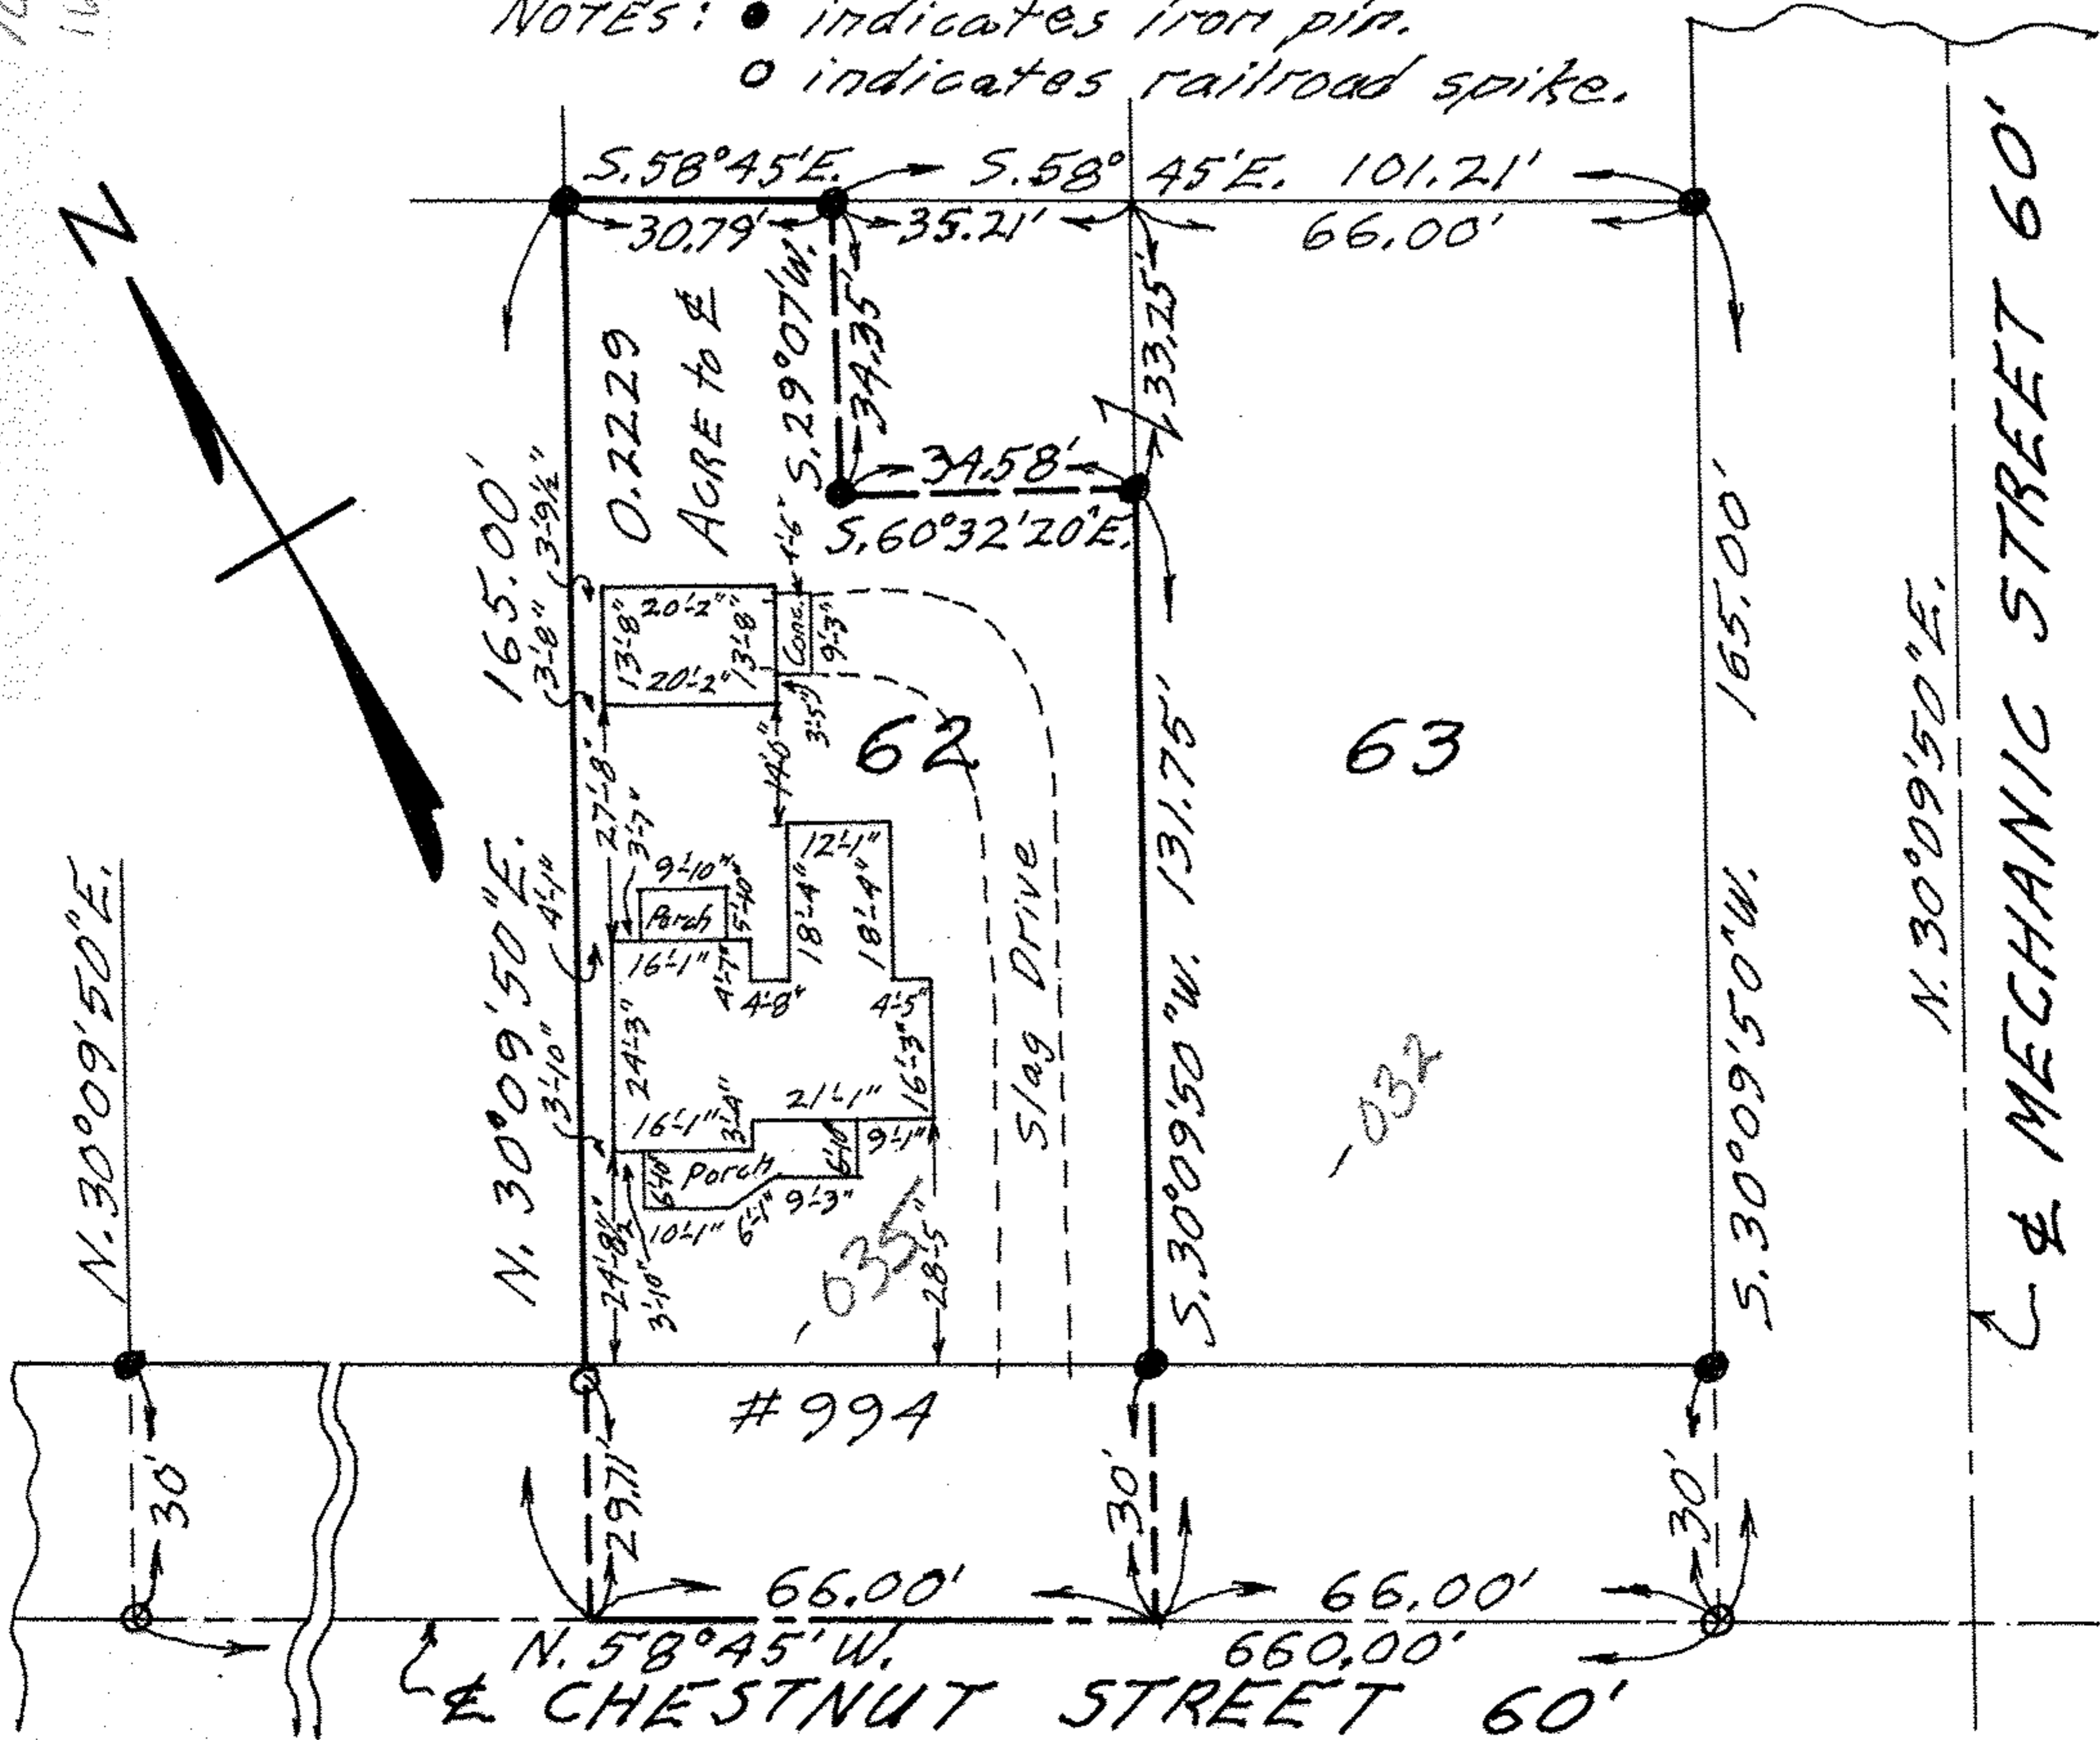 NOTES: ● indicates iron pin.
o indicates railroad spike.
S.58°45'E.
S.58°45'E. 101.21'
30.79'
35.21'
66.00'
N
0.2229
ACRE to ℄
S.29°07'W.
34.35'
33.25'
34.58'
S.60°32'20"E.
165.00'
3'-9½"
3'-8"
4'-6"
20'-2"
13'-8"
13'-8"
20'-2"
Conc.
9'-3"
3'-5"
14'-6"
27'-8"
3'-7"
62
63
131.75'
165.00'
N.30°09'50"E.
℄ MECHANIC STREET 60'
N.30°09'50"E.
N.30°09'50"E.
4'-1"
3'-10"
9'-10"
Porch
5'-10"
12'-1"
18'-4"
18'-4"
16'-1"
4'-7"
4'-8"
4'-5"
24'-3"
16'-3"
21'-1"
16'-1"
3'-4"
9'-1"
Porch
6'-10"
6'-10"
10'-1"
6'-1"
9'-3"
24'-8½"
3'-10"
28'-5"
Slag Drive
S.30°09'50"W.
S.30°09'50"W.
-032
-035
#994
30'
29.71'
30'
30'
66.00'
66.00'
N.58°45'W.
660.00'
℄ CHESTNUT STREET 60'